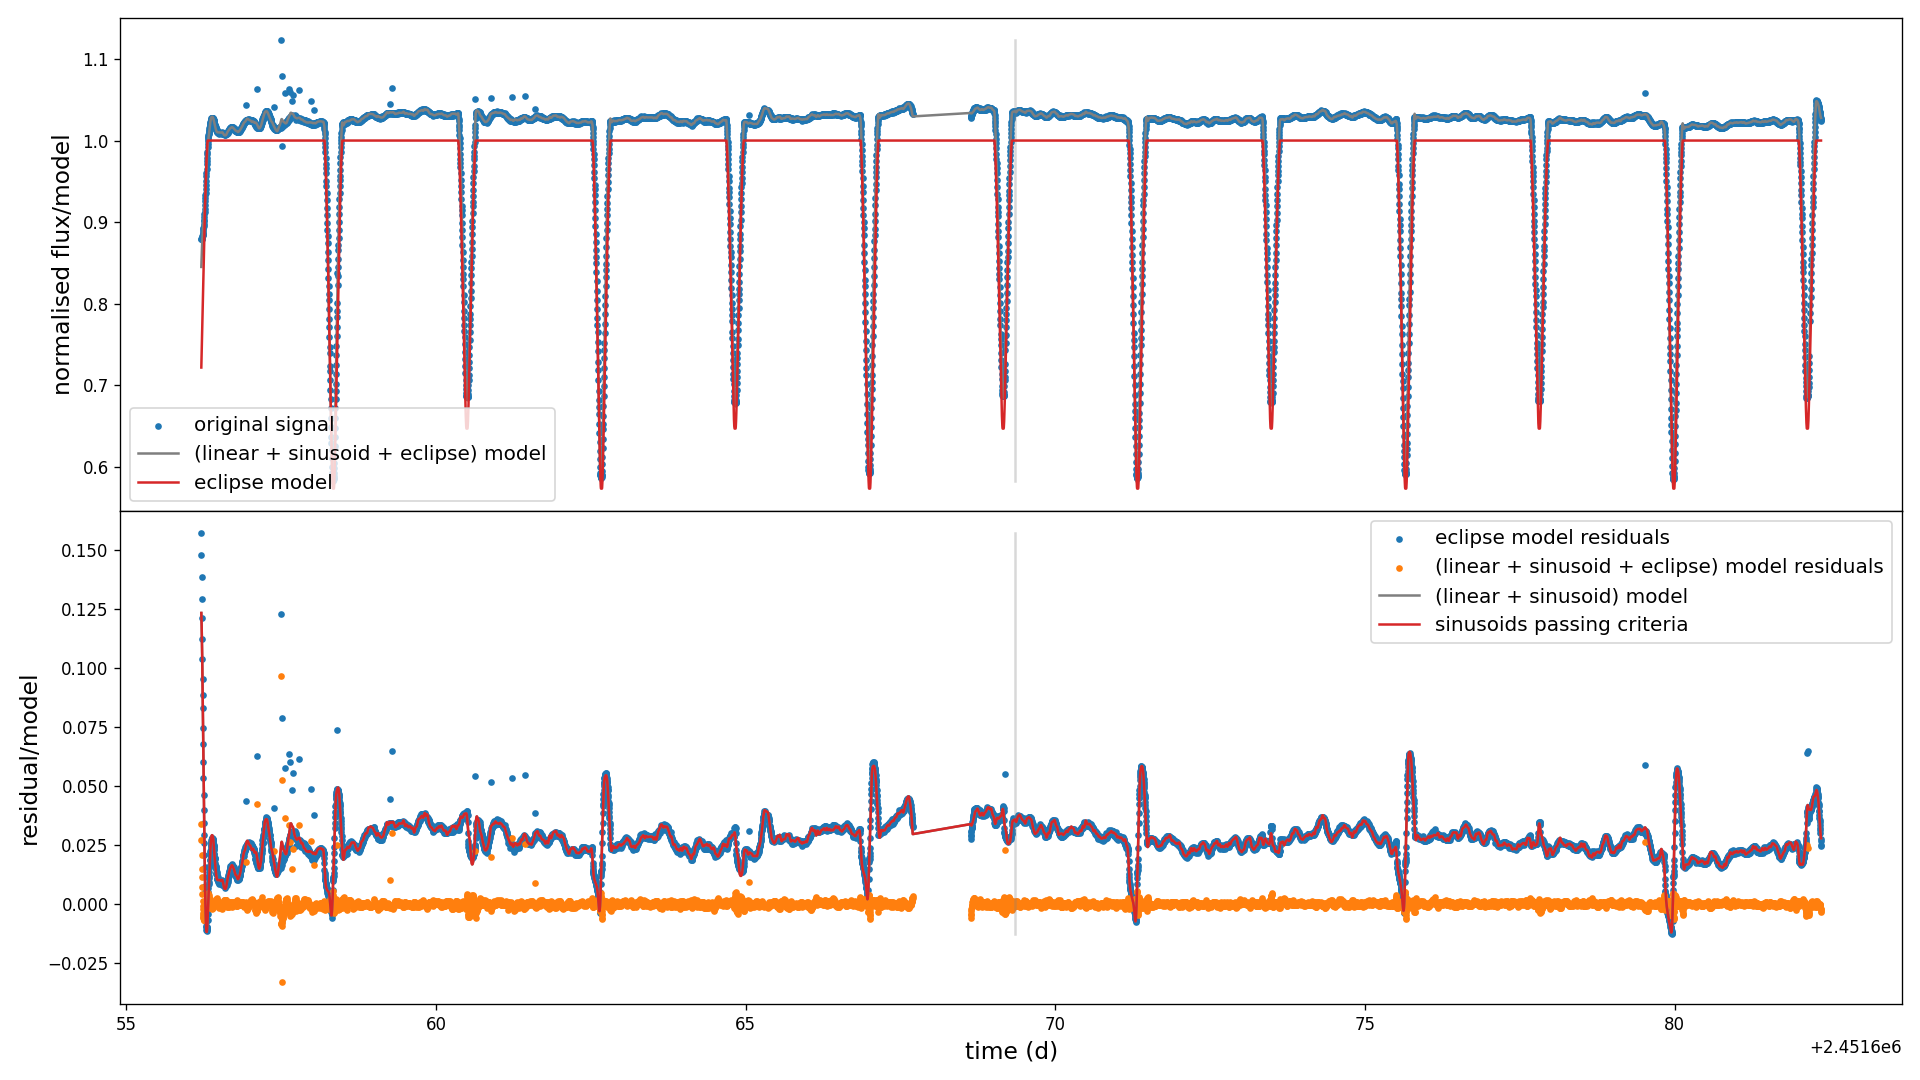 normalised flux/model
1.1
1.0
0.9
0.8
0.7
0.6
original signal
(linear + sinusoid + eclipse) model
eclipse model
residual/model
0.150
0.125
0.100
0.075
0.050
0.025
0.000
−0.025
eclipse model residuals
(linear + sinusoid + eclipse) model residuals
(linear + sinusoid) model
sinusoids passing criteria
55 60 65 70 75 80
time (d)
+2.4516e6